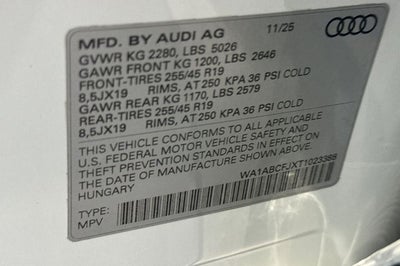 MFD. BY AUDI AG 11/25
GVWR KG 2280, LBS 5026
GAWR FRONT KG 1200, LBS 2646
FRONT-TIRES 255/45 R19
8,5JX19 RIMS, AT 250 KPA 36 PSI COLD
GAWR REAR KG 1170, LBS 2579
REAR-TIRES 255/45 R19
8,5JX19 RIMS, AT 250 KPA 36 PSI COLD
THIS VEHICLE CONFORMS TO ALL APPLICABLE
U.S. FEDERAL MOTOR VEHICLE SAFETY AND
THEFT PREVENTION STANDARDS IN EFFECT ON
THE DATE OF MANUFACTURE SHOWN ABOVE.
HUNGARY WA1ABCFJXT1023388
TYPE:
MPV